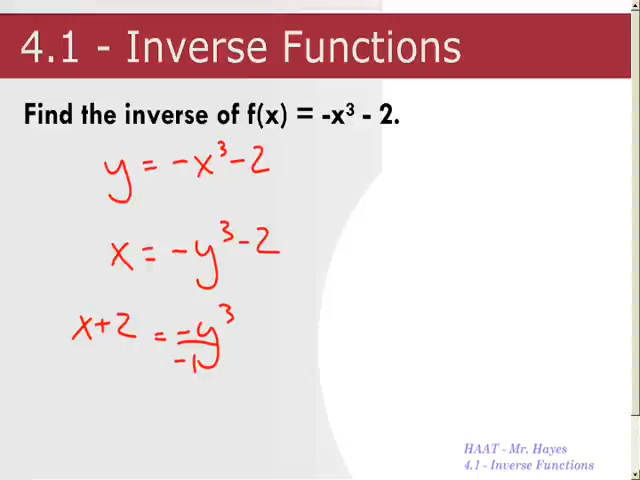 4.1 - Inverse Functions
Find the inverse of f(x) = -x³ - 2.
y = -x³ - 2
x = -y³ - 2
x + 2 = -y³
-1
HAAT - Mr. Hayes
4.1 - Inverse Functions